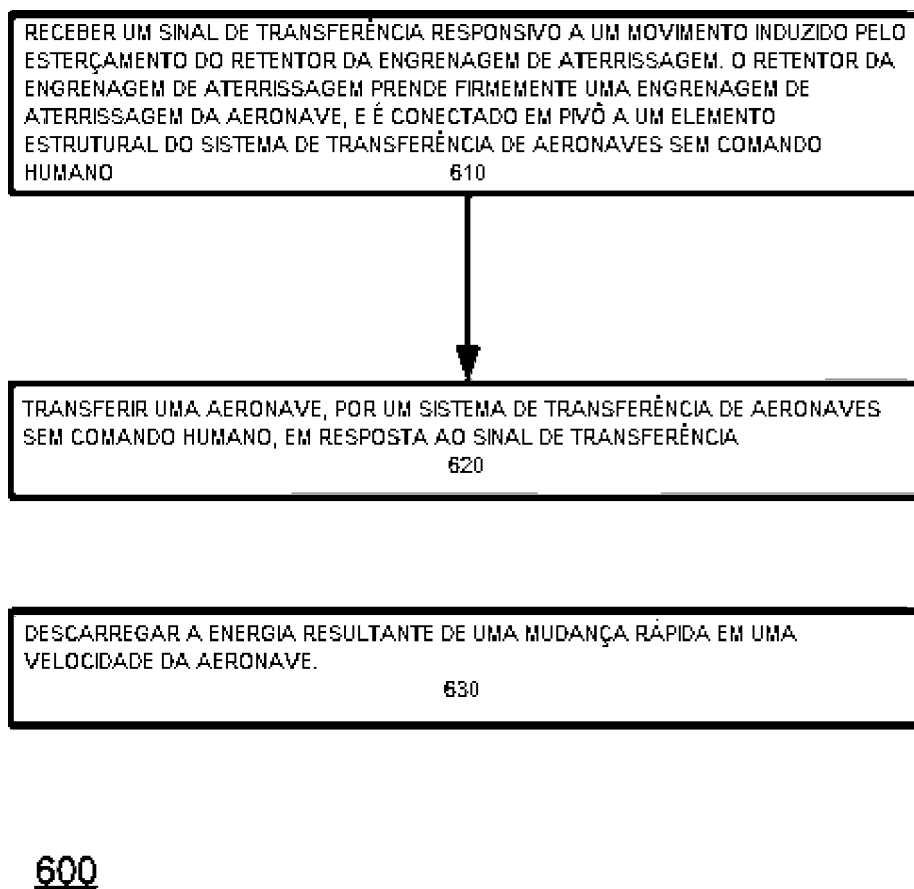 RECEBER UM SINAL DE TRANSFERÊNCIA RESPONSIVO A UM MOVIMENTO INDUZIDO PELO
ESTERÇAMENTO DO RETENTOR DA ENGRENAGEM DE ATERRISSAGEM. O RETENTOR DA
ENGRENAGEM DE ATERRISSAGEM PRENDE FIRMEMENTE UMA ENGRENAGEM DE
ATERRISSAGEM DA AERONAVE, E É CONECTADO EM PIVÔ A UM ELEMENTO
ESTRUTURAL DO SISTEMA DE TRANSFERÊNCIA DE AERONAVES SEM COMANDO
HUMANO 610
TRANSFERIR UMA AERONAVE, POR UM SISTEMA DE TRANSFERÊNCIA DE AERONAVES
SEM COMANDO HUMANO, EM RESPOSTA AO SINAL DE TRANSFERÊNCIA
620
DESCARREGAR A ENERGIA RESULTANTE DE UMA MUDANÇA RÁPIDA EM UMA
VELOCIDADE DA AERONAVE.
630
600